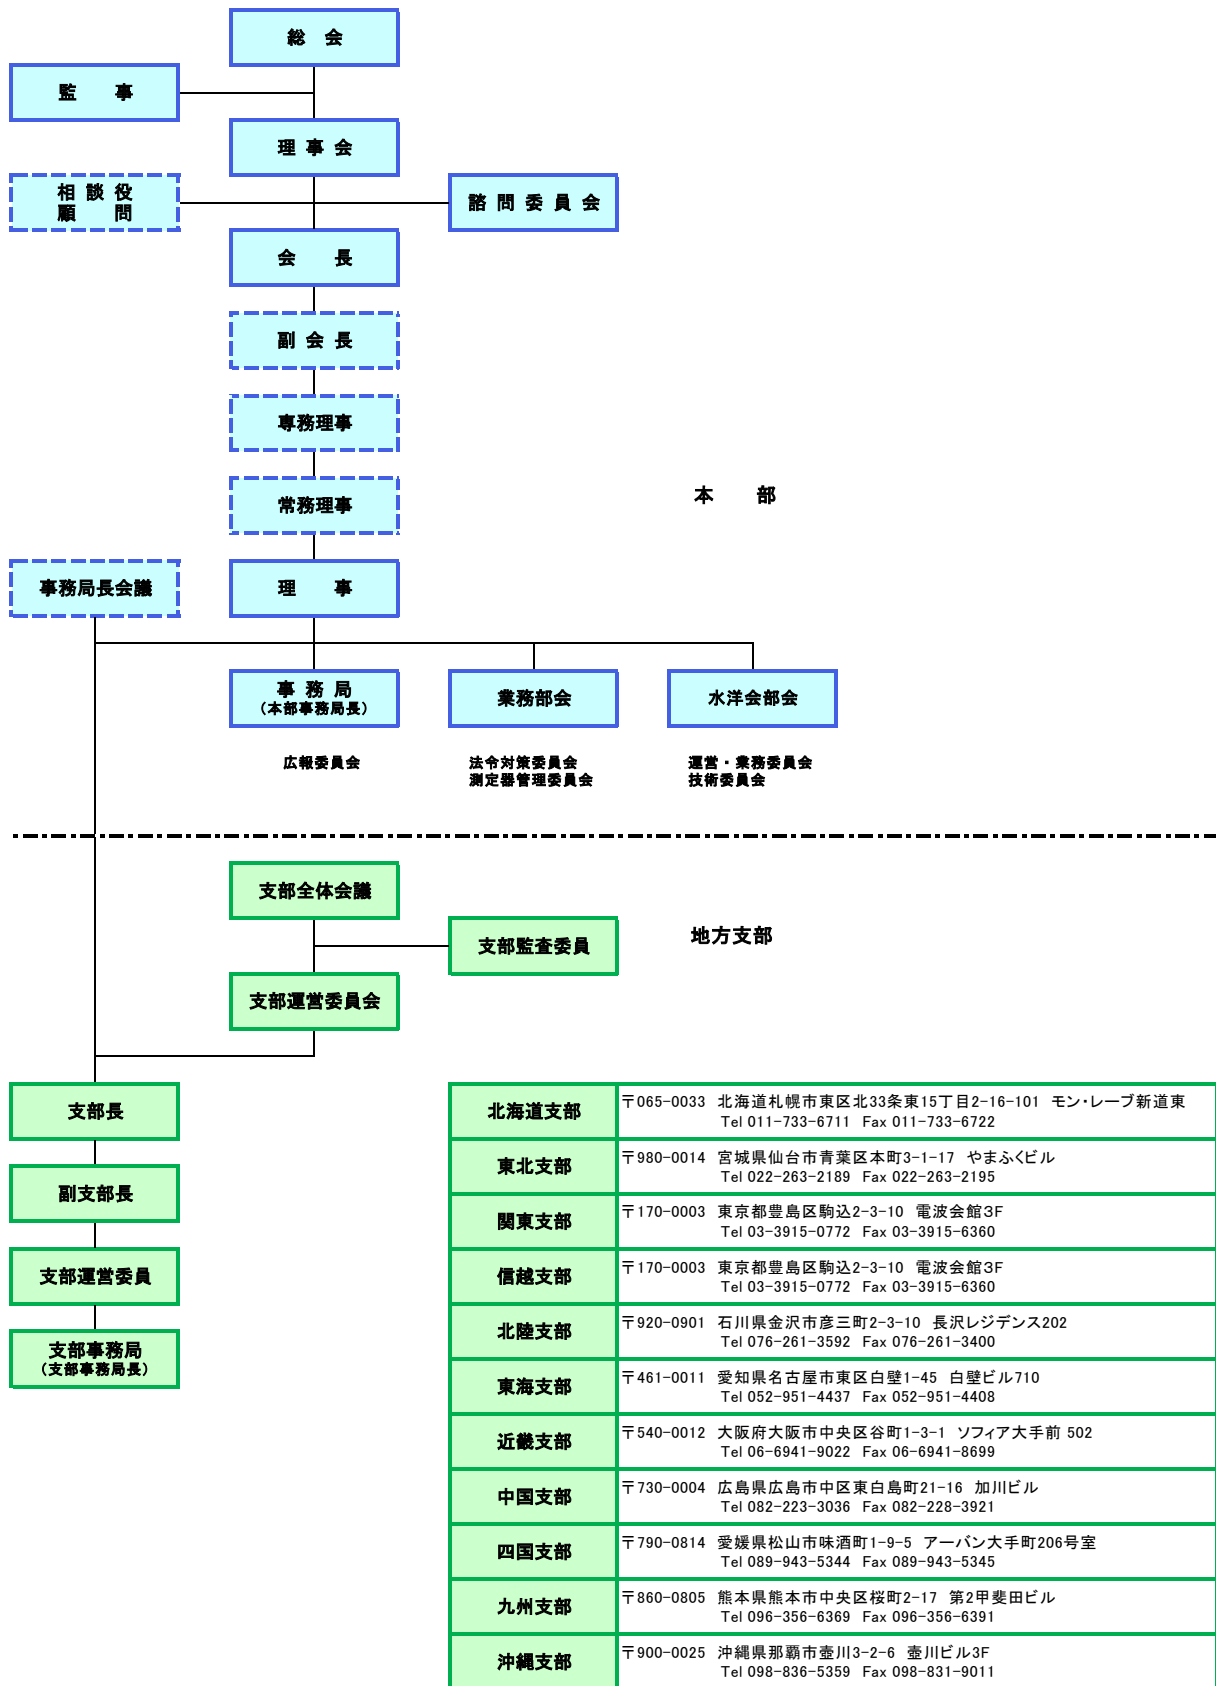 総　会
監　　事
理 事 会
相 談 役
顧　　問
諮 問 委 員 会
会　　長
副 会 長
専務理事
常務理事
本　　部
事務局長会議
理　　事
事 務 局
（本部事務局長）
業務部会
水洋会部会
広報委員会
法令対策委員会
測定器管理委員会
運営・業務委員会
技術委員会
支部全体会議
支部監査委員
地方支部
支部運営委員会
支部長
副支部長
支部運営委員
支部事務局
（支部事務局長）
北海道支部
〒065-0033　北海道札幌市東区北33条東15丁目2-16-101　モン・レーブ新道東
Tel 011-733-6711　Fax 011-733-6722
東北支部
〒980-0014　宮城県仙台市青葉区本町3-1-17　やまふくビル
Tel 022-263-2189　Fax 022-263-2195
関東支部
〒170-0003　東京都豊島区駒込2-3-10　電波会館3F
Tel 03-3915-0772　Fax 03-3915-6360
信越支部
〒170-0003　東京都豊島区駒込2-3-10　電波会館3F
Tel 03-3915-0772　Fax 03-3915-6360
北陸支部
〒920-0901　石川県金沢市彦三町2-3-10　長沢レジデンス202
Tel 076-261-3592　Fax 076-261-3400
東海支部
〒461-0011　愛知県名古屋市東区白壁1-45　白壁ビル710
Tel 052-951-4437　Fax 052-951-4408
近畿支部
〒540-0012　大阪府大阪市中央区谷町1-3-1　ソフィア大手前 502
Tel 06-6941-9022　Fax 06-6941-8699
中国支部
〒730-0004　広島県広島市中区東白島町21-16　加川ビル
Tel 082-223-3036　Fax 082-228-3921
四国支部
〒790-0814　愛媛県松山市味酒町1-9-5　アーバン大手町206号室
Tel 089-943-5344　Fax 089-943-5345
九州支部
〒860-0805　熊本県熊本市中央区桜町2-17　第2甲斐田ビル
Tel 096-356-6369　Fax 096-356-6391
沖縄支部
〒900-0025　沖縄県那覇市壺川3-2-6　壺川ビル3F
Tel 098-836-5359　Fax 098-831-9011